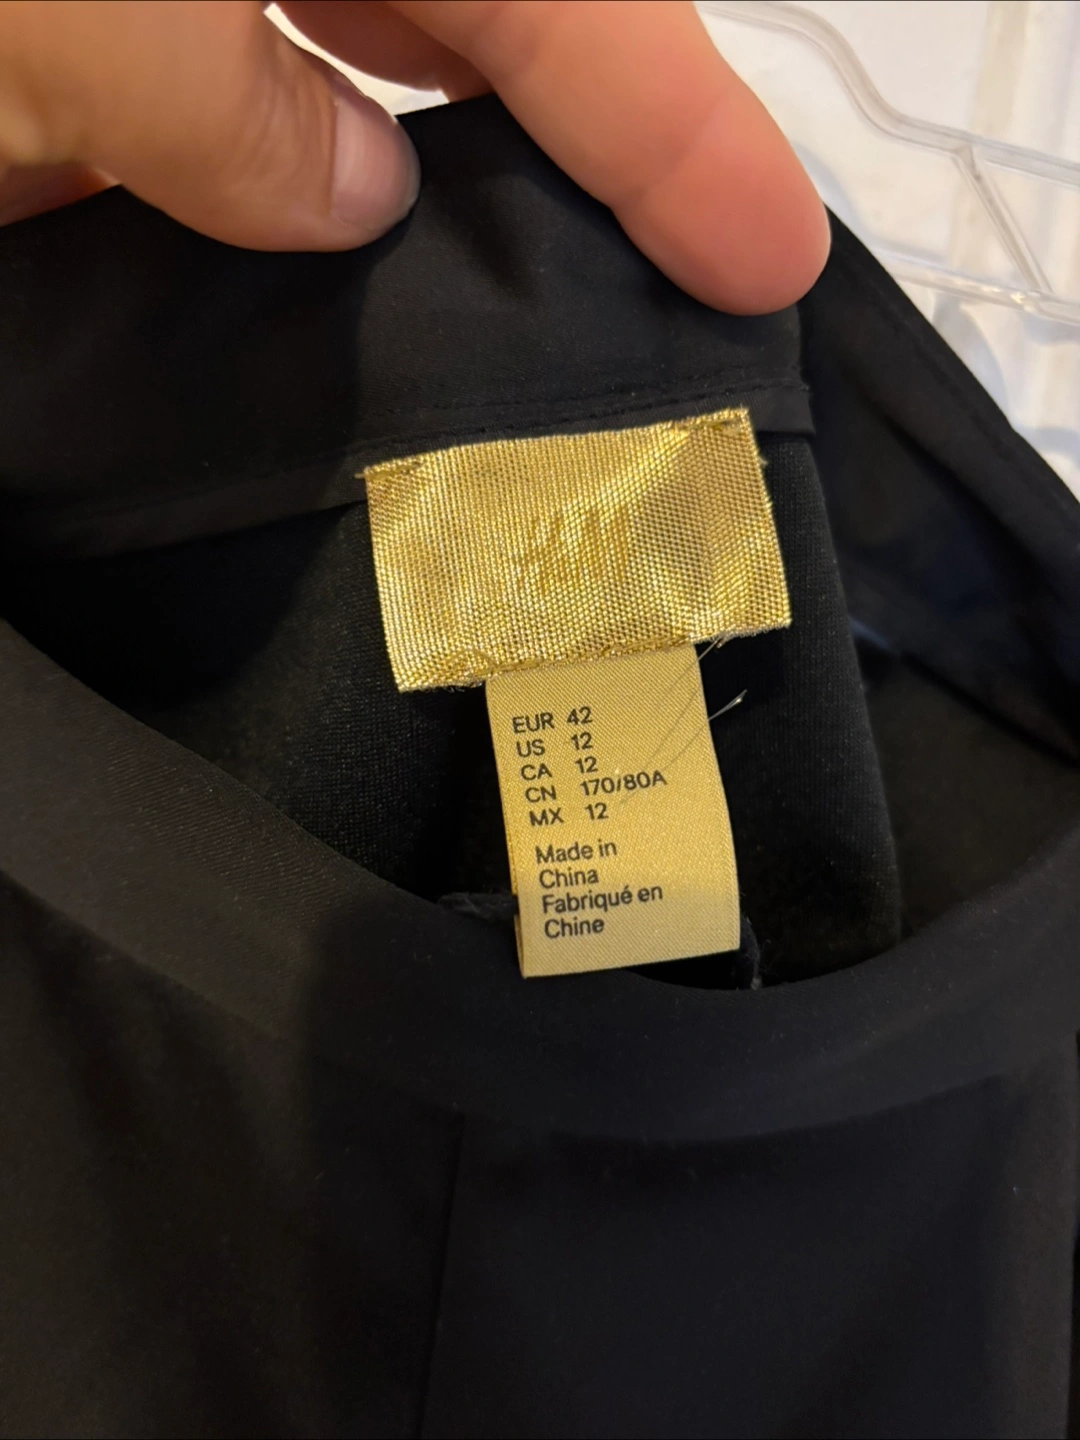 H&M
EUR 42
US 12
CA 12
CN 170/80A
MX 12
Made in
China
Fabriqué en
Chine